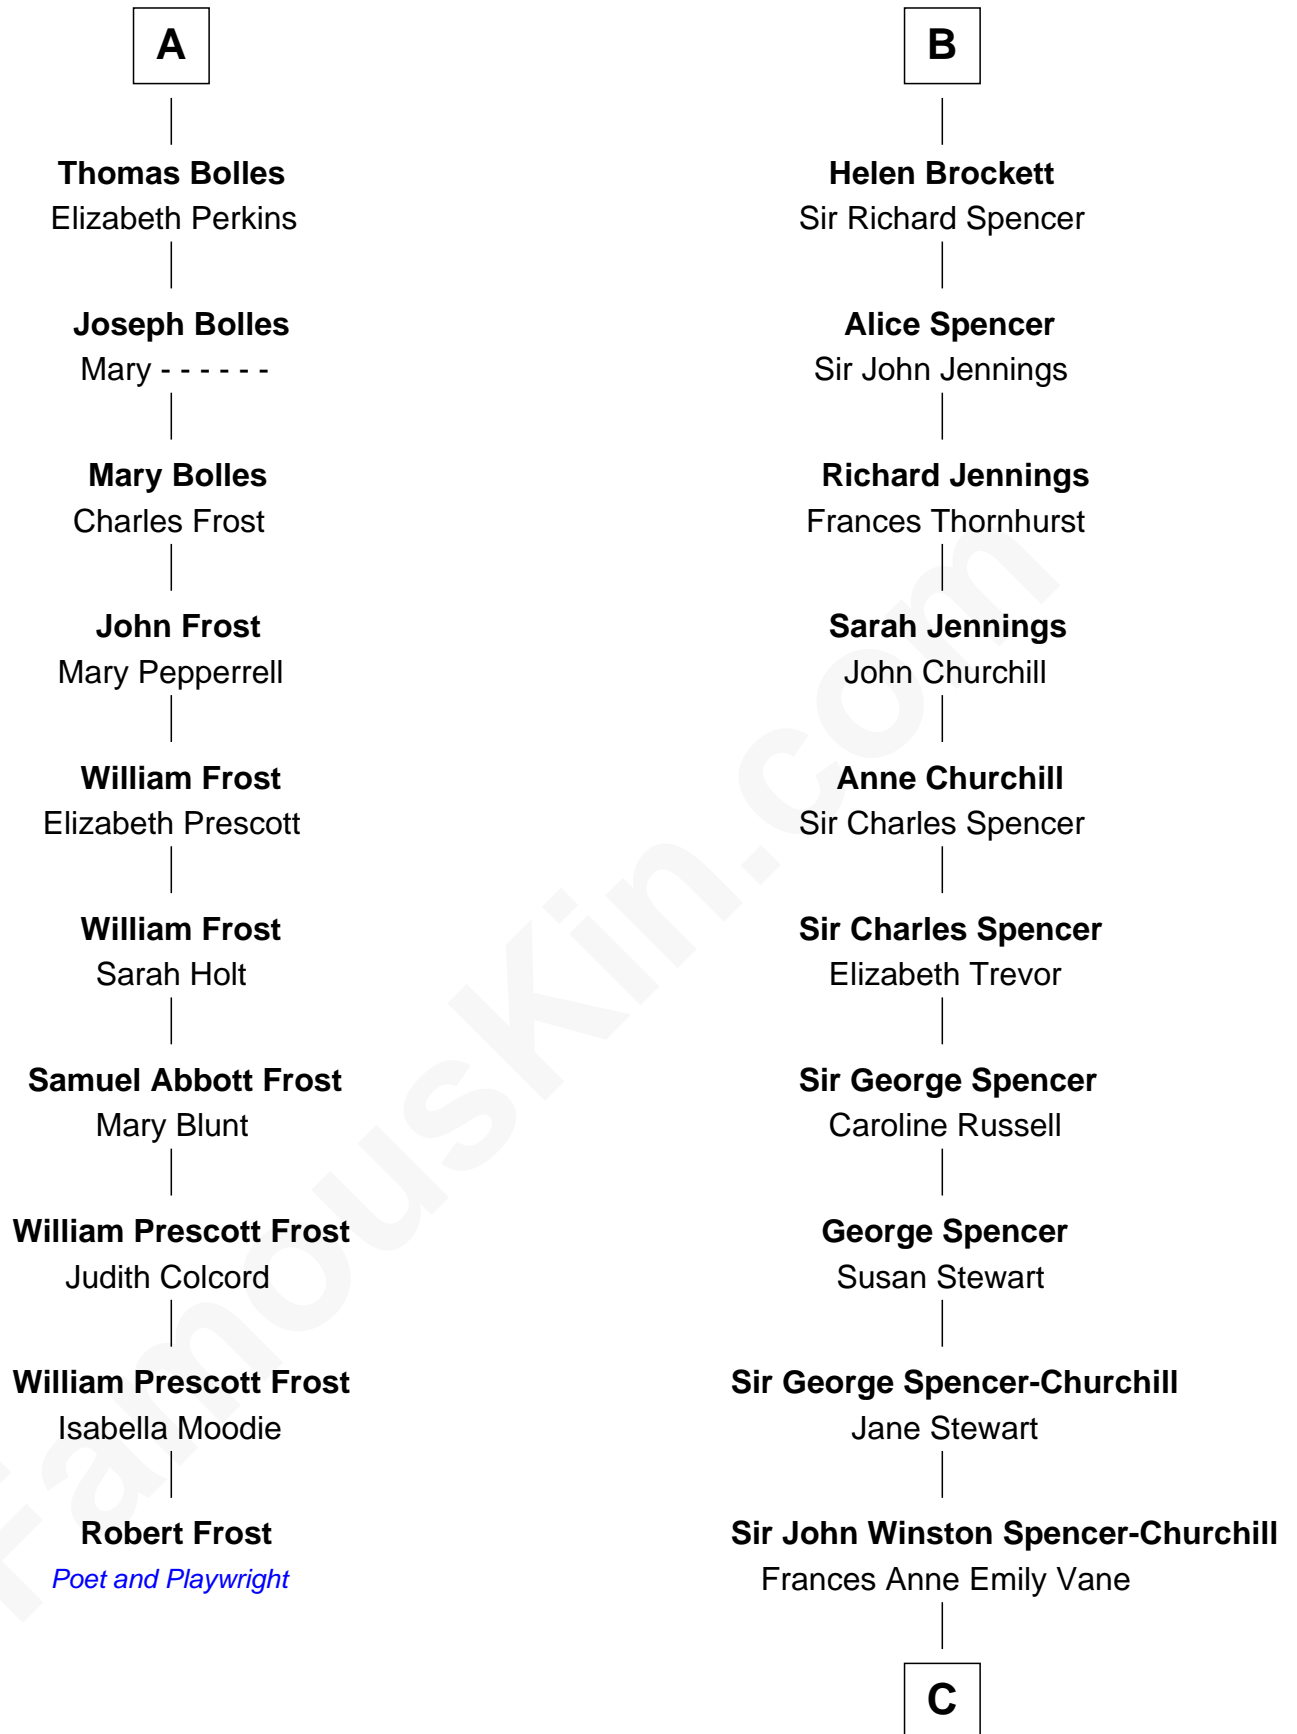 A
Thomas Bolles
Elizabeth Perkins
Joseph Bolles
Mary - - - - - -
Mary Bolles
Charles Frost
John Frost
Mary Pepperrell
William Frost
Elizabeth Prescott
William Frost
Sarah Holt
Samuel Abbott Frost
Mary Blunt
William Prescott Frost
Judith Colcord
William Prescott Frost
Isabella Moodie
Robert Frost
Poet and Playwright
B
Helen Brockett
Sir Richard Spencer
Alice Spencer
Sir John Jennings
Richard Jennings
Frances Thornhurst
Sarah Jennings
John Churchill
Anne Churchill
Sir Charles Spencer
Sir Charles Spencer
Elizabeth Trevor
Sir George Spencer
Caroline Russell
George Spencer
Susan Stewart
Sir George Spencer-Churchill
Jane Stewart
Sir John Winston Spencer-Churchill
Frances Anne Emily Vane
C
FamousKin.com